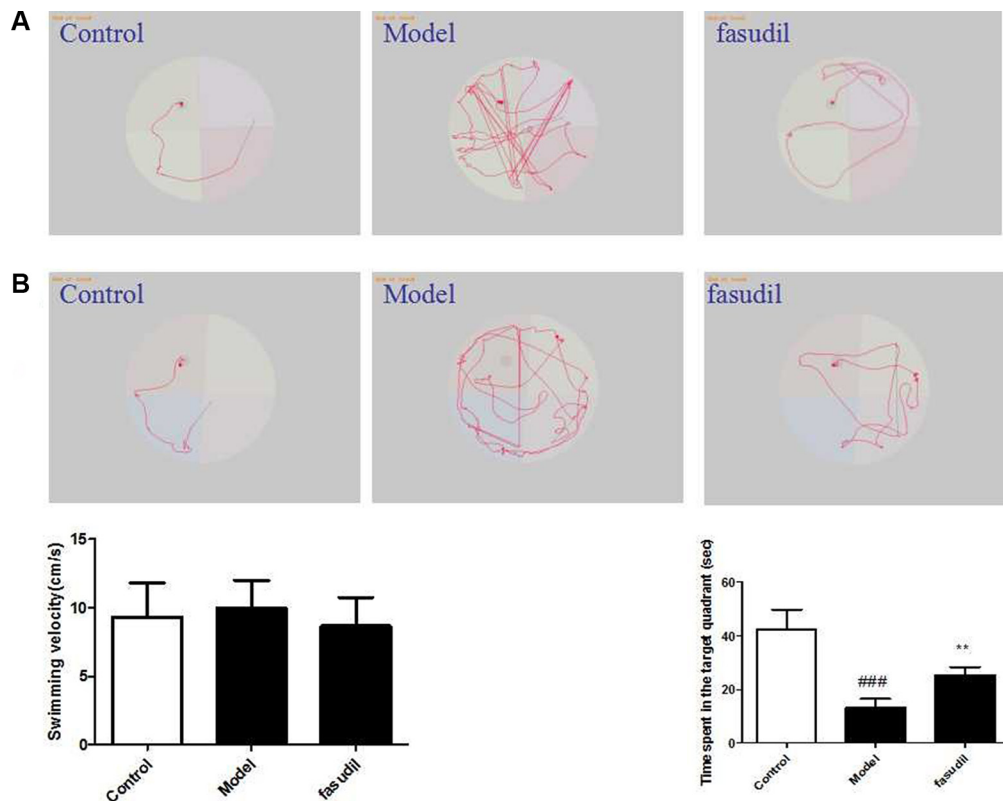 A
Control
Model
fasudil
B
Control
Model
fasudil
Swimming velocity(cm/s)
15
10
5
0
Control
Model
fasudil
Time spent in the target quadrant (sec)
60
40
20
0
###
**
Control
Model
fasudil